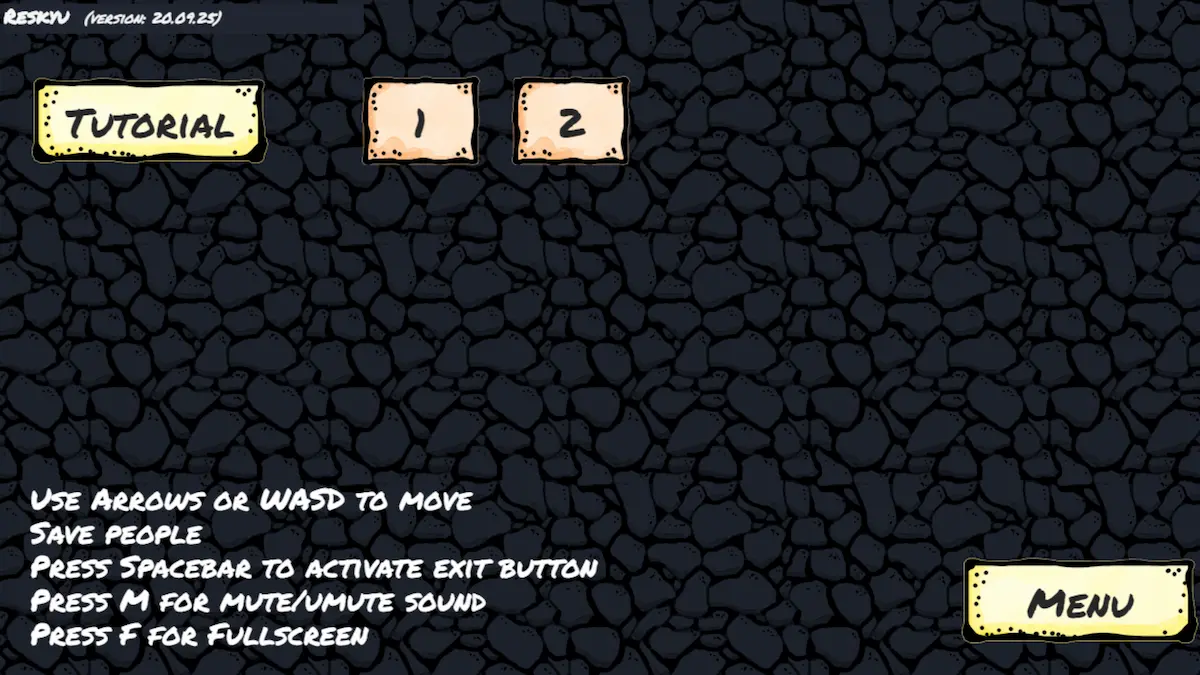 Reskyu (version: 20.09.25)
Tutorial
1
2
Use Arrows or WASD to move
Save people
Press Spacebar to activate exit button
Press M for mute/umute sound
Press F for Fullscreen
Menu